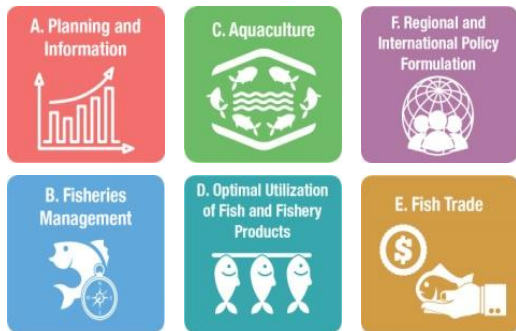 A. Planning and
Information
C. Aquaculture
F. Regional and
International Policy
Formulation
B. Fisheries
Management
D. Optimal Utilization
of Fish and Fishery
Products
E. Fish Trade
$